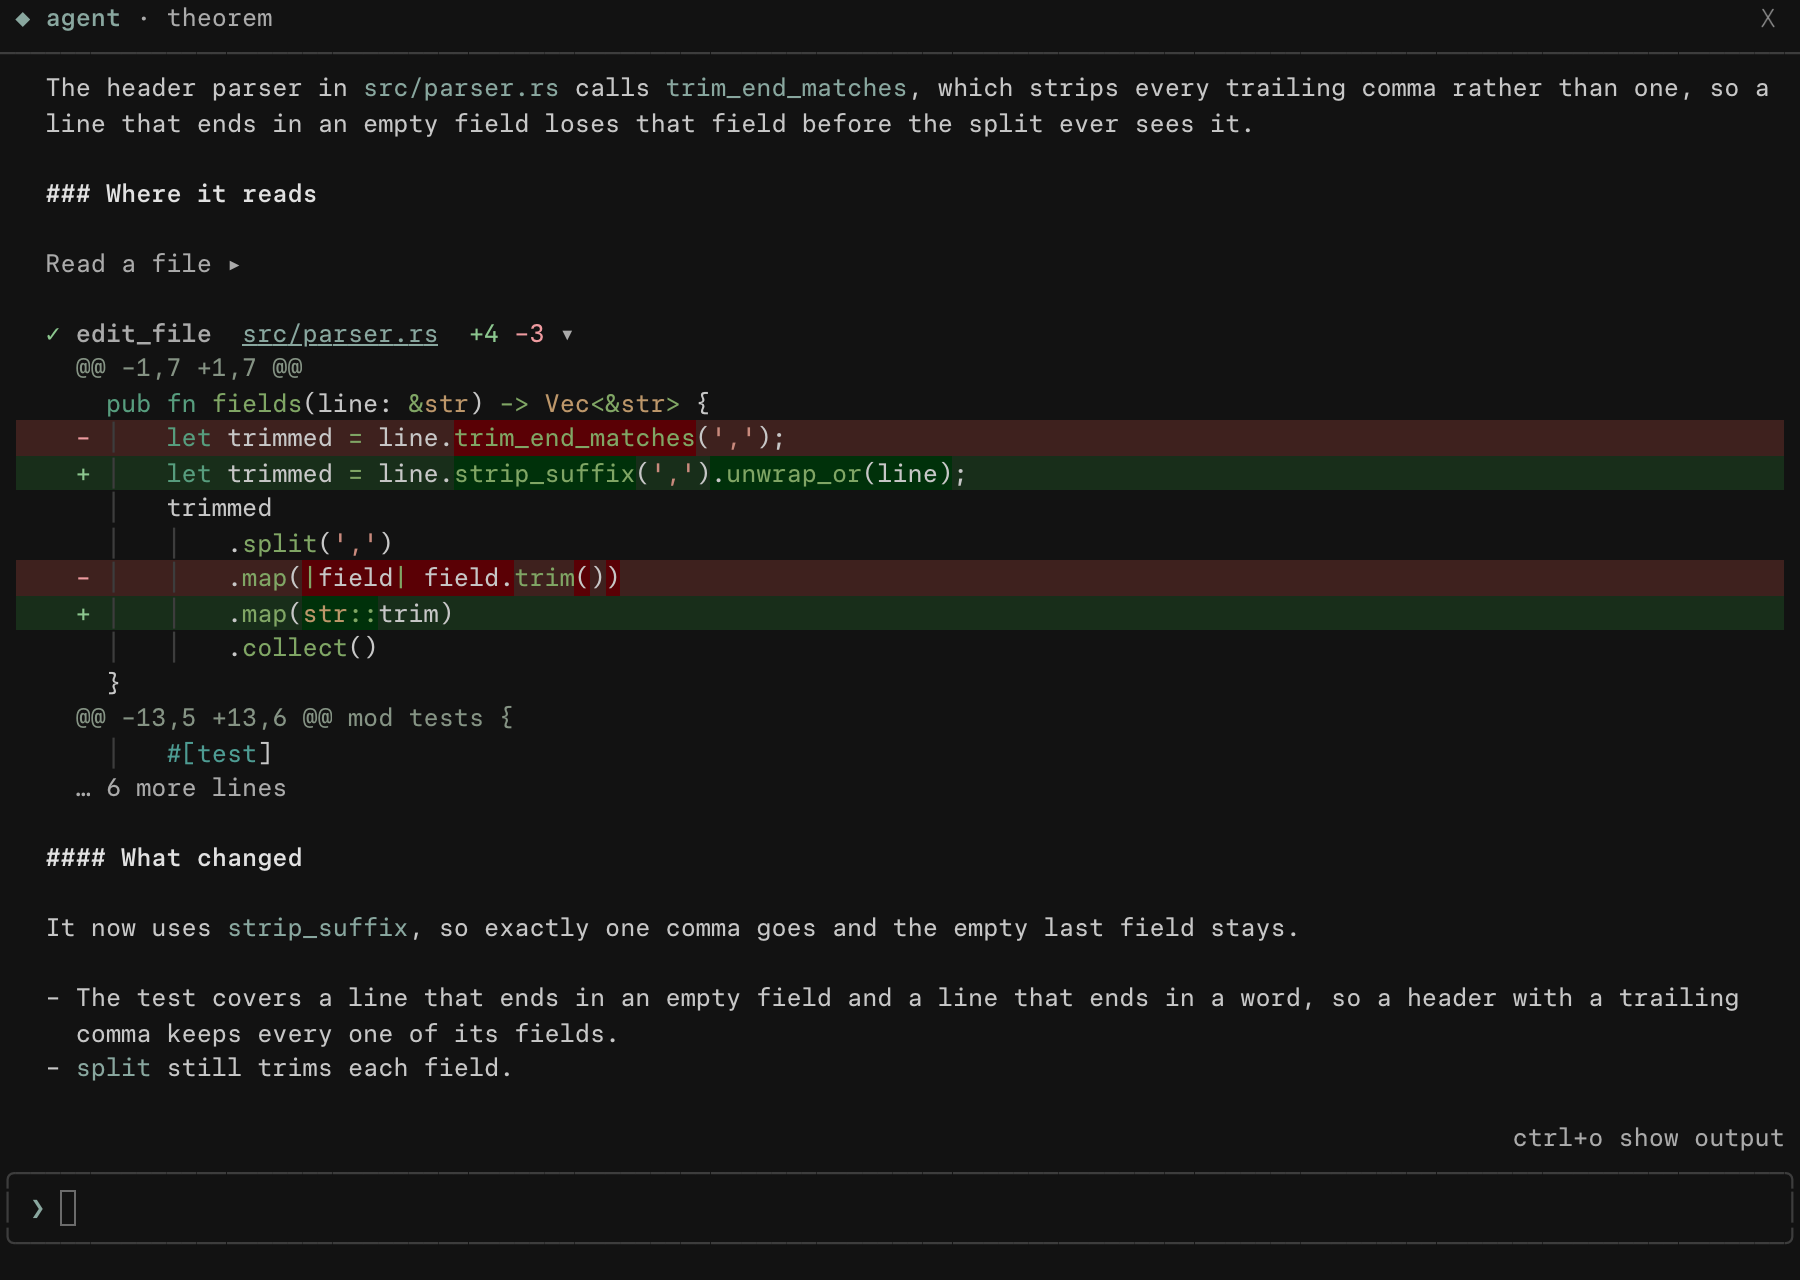 ◆ agent · theorem X
The header parser in src/parser.rs calls trim_end_matches, which strips every trailing comma rather than one, so a
line that ends in an empty field loses that field before the split ever sees it.
### Where it reads
Read a file ▸
✓ edit_file src/parser.rs +4 -3 ▾
@@ -1,7 +1,7 @@
pub fn fields(line: &str) -> Vec<&str> {
- let trimmed = line.trim_end_matches(',');
+ let trimmed = line.strip_suffix(',').unwrap_or(line);
trimmed
.split(',')
- .map(|field| field.trim())
+ .map(str::trim)
.collect()
}
@@ -13,5 +13,6 @@ mod tests {
#[test]
… 6 more lines
#### What changed
It now uses strip_suffix, so exactly one comma goes and the empty last field stays.
- The test covers a line that ends in an empty field and a line that ends in a word, so a header with a trailing
comma keeps every one of its fields.
- split still trims each field.
ctrl+o show output
❯